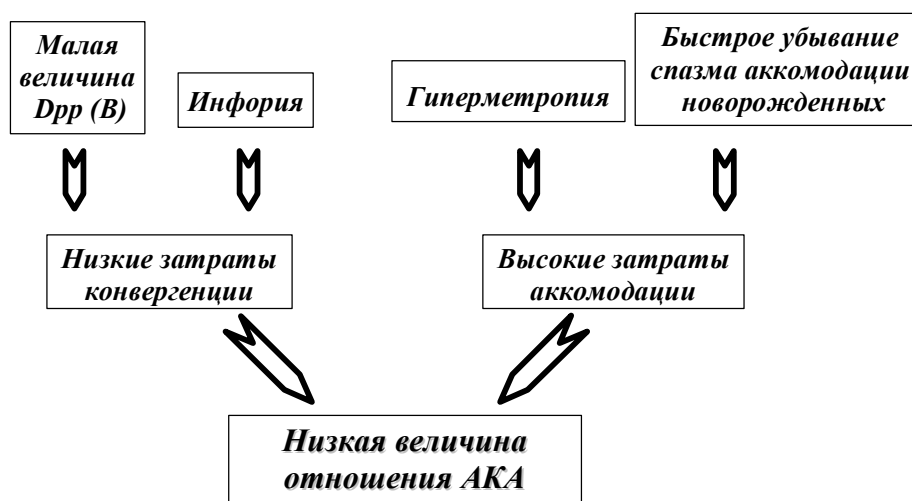 Малая
величина
Dpp (B)
Инфория
Гиперметропия
Быстрое убывание
спазма аккомодации
новорожденных
Низкие затраты
конвергенции
Высокие затраты
аккомодации
Низкая величина
отношения АКА